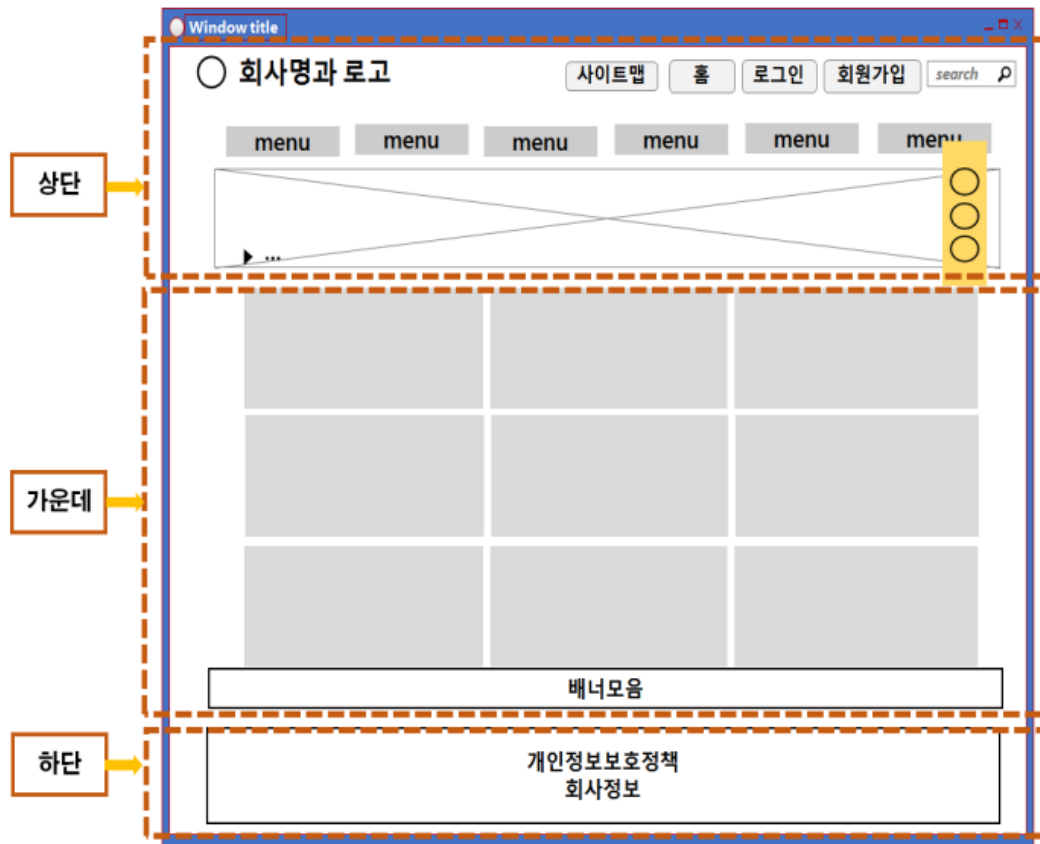 Window title
회사명과 로고
사이트맵 홈 로그인 회원가입 search
menu menu menu menu menu menu
상단
...
가운데
배너모음
하단
개인정보보호정책
회사정보